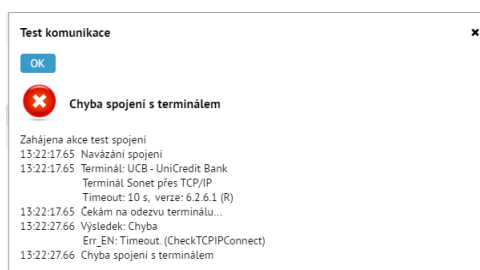 Test komunikace
OK
Chyba spojení s terminálem
Zahájena akce test spojení
13:22:17.65 Navázání spojení
13:22:17.65 Terminál: UCB - UniCredit Bank
Terminál Sonet přes TCP/IP
Timeout: 10 s, verze: 6.2.6.1 (R)
13:22:17.65 Čekám na odezvu terminálu...
13:22:27.66 Výsledek: Chyba
Err_EN: Timeout. (CheckTCPIPConnect)
13:22:27.66 Chyba spojení s terminálem